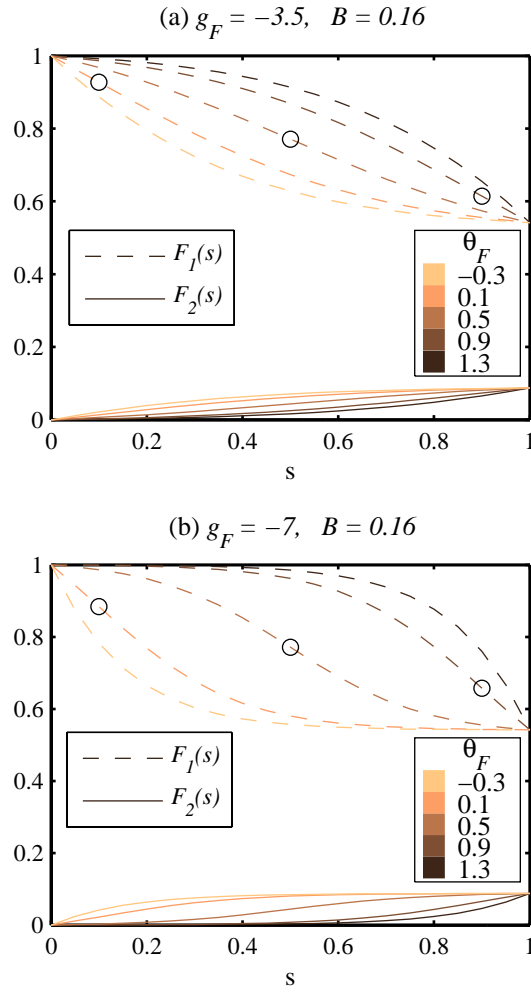 (a) g_F = −3.5, B = 0.16
1
0.8
0.6
0.4
0.2
0
F_1(s)
F_2(s)
θ_F
−0.3
0.1
0.5
0.9
1.3
0 0.2 0.4 0.6 0.8 1
s
(b) g_F = −7, B = 0.16
1
0.8
0.6
0.4
0.2
0
F_1(s)
F_2(s)
θ_F
−0.3
0.1
0.5
0.9
1.3
0 0.2 0.4 0.6 0.8 1
s